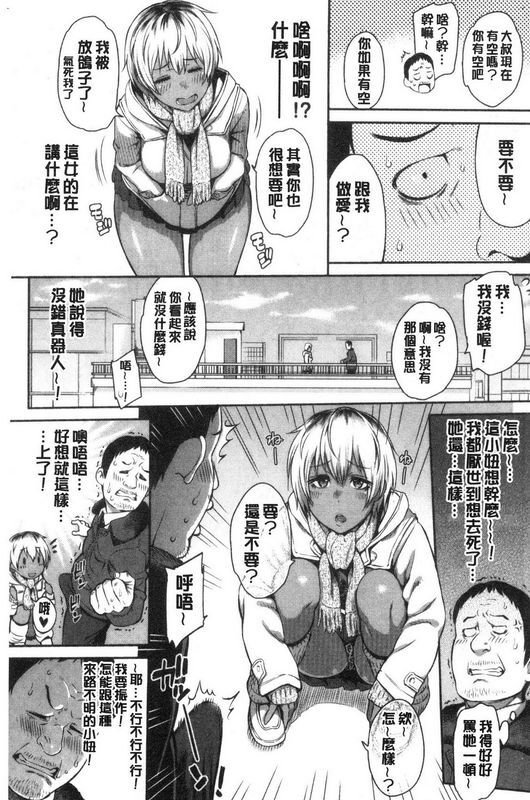 大叔現在
有空嗎?
你有空吧
啥?幹
幹嘛~
你如果有空
要不要
跟我
做愛~?
啥啊啊啊!?
什麼——
其實你也
很想要吧~
我被
放鴿子了~
氣死我了
這女的在
講什麼啊…?
我…
我沒錢喔!
啥?
啊~我沒有
那個意思
~應該說
你看起來
就沒什麼錢~
唔…
她說得
沒錯真器
人~~!
怎麼~…
這小妞想幹麼~~!
我都厭世到想去死了~…
她還…這樣…
我得好好
罵她一頓
ね~
ね~
要?
還是不要?
欸~
怎~麼樣?
呼唔~
噢唔唔…
好想就這樣…
…上了!
哦♥
~耶…不行不行不行!
我要振作!
怎能跟這種
來路不明的小妞